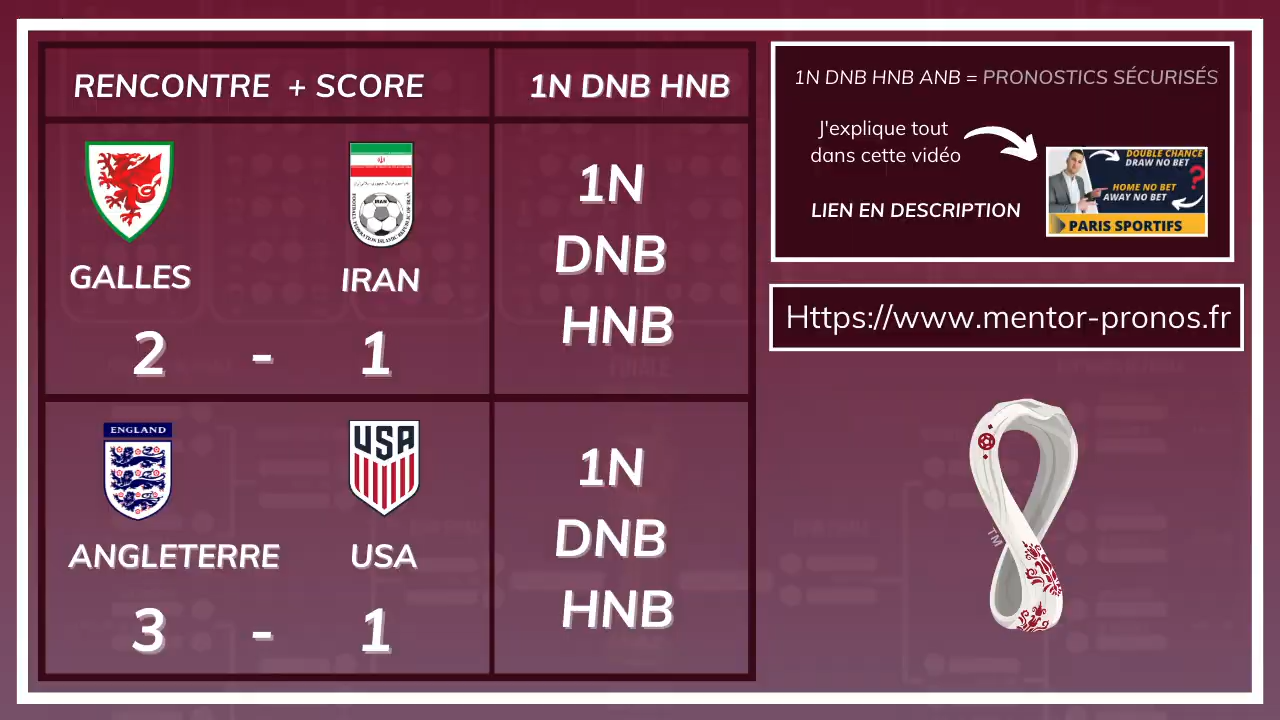 RENCONTRE + SCORE
1N DNB HNB
GALLES
IRAN
IRAN
2 - 1
1N
DNB
HNB
ENGLAND
USA
ANGLETERRE
USA
3 - 1
1N
DNB
HNB
1N DNB HNB ANB = PRONOSTICS SÉCURISÉS
J'explique tout
dans cette vidéo
LIEN EN DESCRIPTION
DOUBLE CHANCE
DRAW NO BET
?
HOME NO BET
AWAY NO BET
PARIS SPORTIFS
Https://www.mentor-pronos.fr
TM